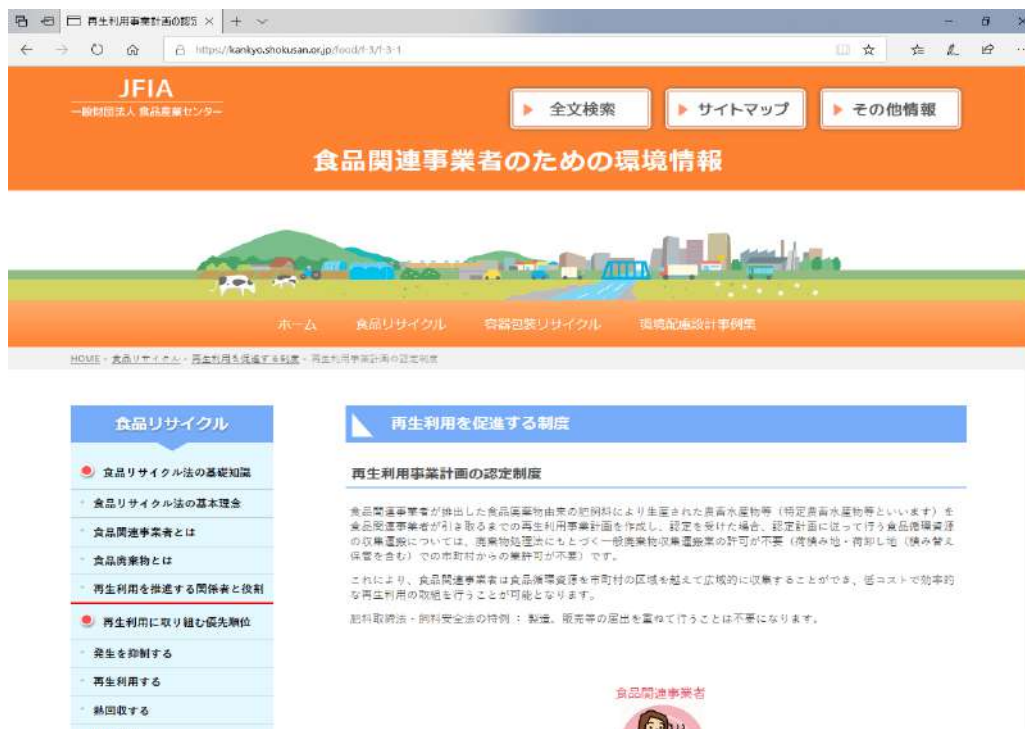 再生利用事業計画の認定
https://kankyo.shokusan.or.jp/food/f-3/f-3-1
JFIA
一般財団法人 食品産業センター
全文検索
サイトマップ
その他情報
食品関連事業者のための環境情報
ホーム 食品リサイクル 容器包装リサイクル 環境配慮設計事例集
HOME > 食品リサイクル > 再生利用を促進する制度 > 再生利用事業計画の認定制度
食品リサイクル
食品リサイクル法の基礎知識
食品リサイクル法の基本理念
食品関連事業者とは
食品廃棄物とは
再生利用を推進する関係者と役割
再生利用に取り組む優先順位
発生を抑制する
再生利用する
熱回収する
再生利用を促進する制度
再生利用事業計画の認定制度
食品関連事業者が排出した食品廃棄物由来の肥飼料により生産された農畜水産物等（特定農畜水産物等といいます）を
食品関連事業者が引き取るまでの再生利用事業計画を作成し、認定を受けた場合、認定計画に従って行う食品循環資源
の収集運搬については、廃棄物処理法にもとづく一般廃棄物収集運搬業の許可が不要（荷積み地・荷卸し地（積み替え
保管を含む）での市町村からの業許可が不要）です。
これにより、食品関連事業者は食品循環資源を市町村の区域を越えて広域的に収集することができ、低コストで効率的
な再生利用の取組を行うことが可能となります。
肥料取締法・飼料安全法の特例 ： 製造、販売等の届出を重ねて行うことは不要になります。
食品関連事業者